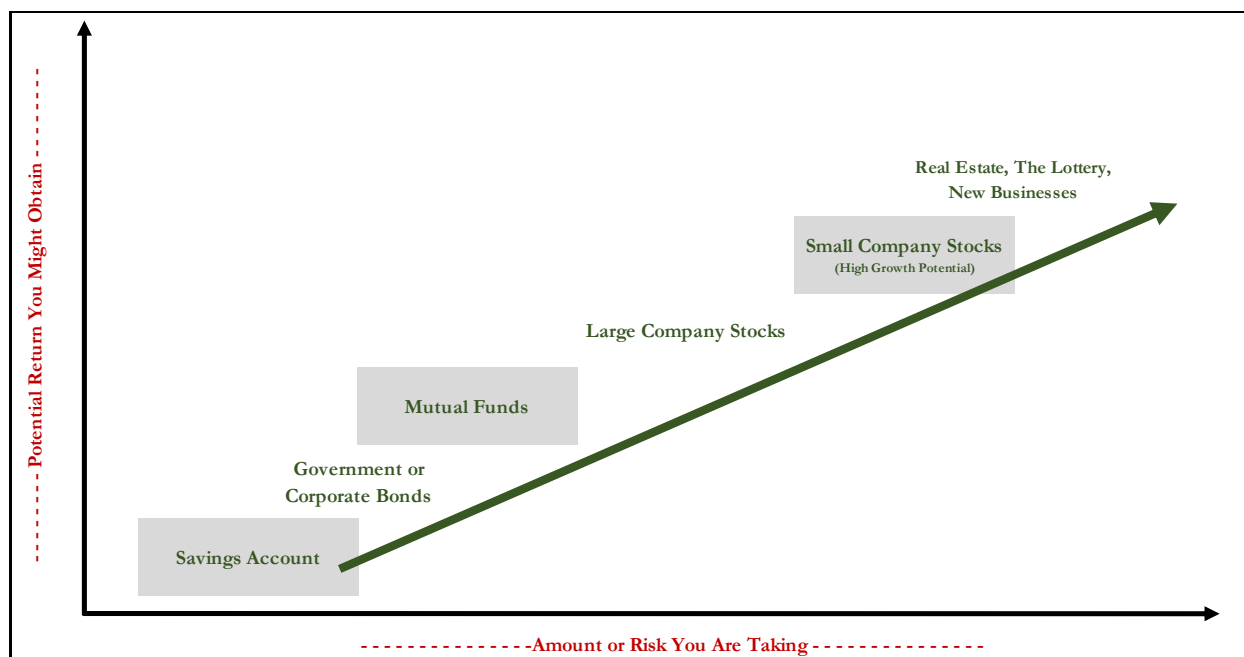 Potential Return You Might Obtain
Real Estate, The Lottery,
New Businesses
Small Company Stocks
(High Growth Potential)
Large Company Stocks
Mutual Funds
Government or
Corporate Bonds
Savings Account
Amount or Risk You Are Taking